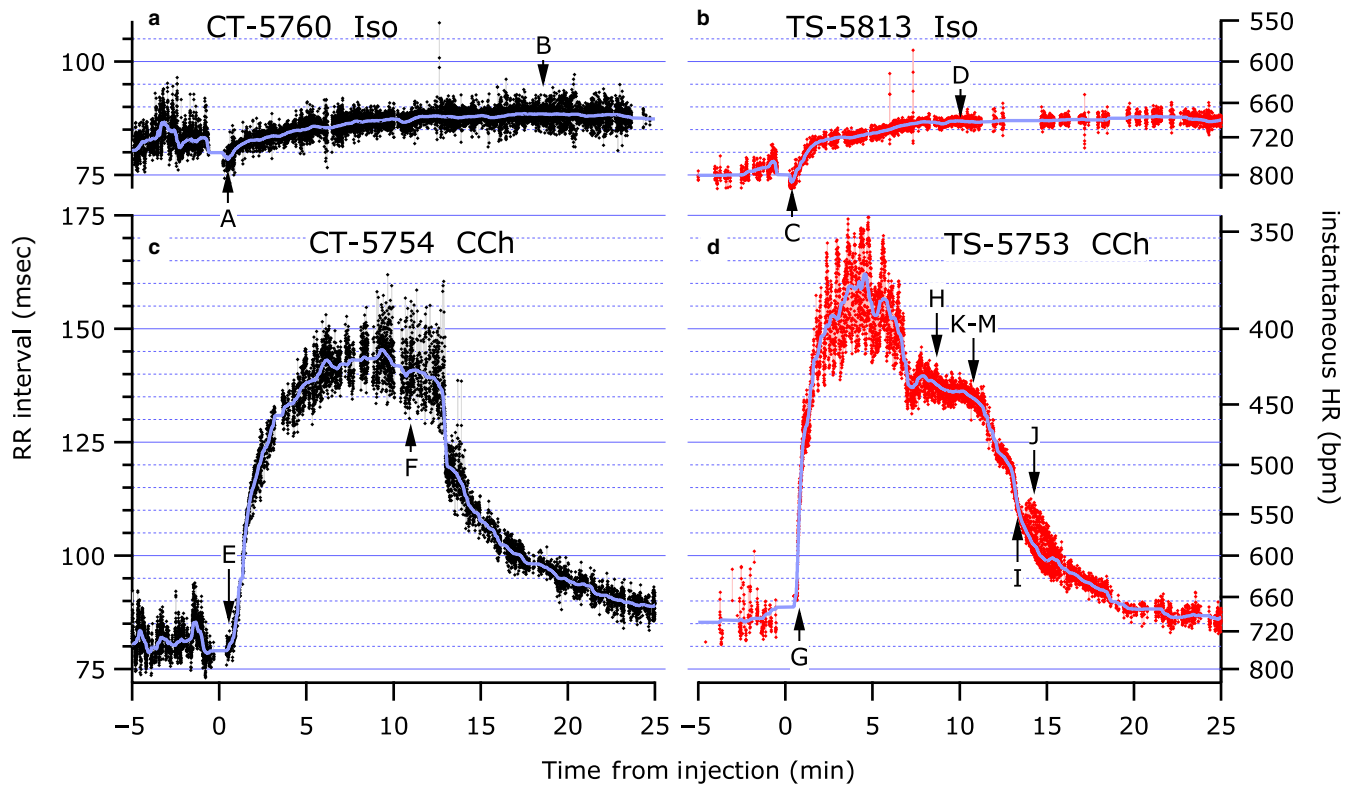 a CT-5760 Iso
b TS-5813 Iso
550
100
600
B
D
660
720
75
800
A
C
175
c CT-5754 CCh
d TS-5753 CCh
350
H
150
400
K-M
450
125
F
J
500
550
E
100
600
I
660
G
720
75
800
RR interval (msec)
instantaneous HR (bpm)
−5 0 5 10 15 20 25
−5 0 5 10 15 20 25
Time from injection (min)